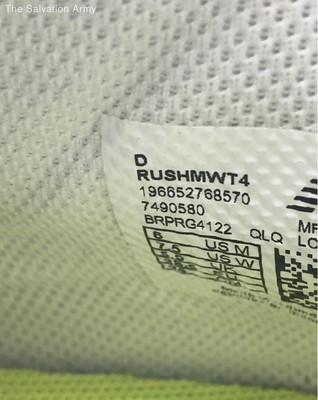 The Salvation Army
D
RUSHMWT4
196652768570
7490580
BRPRG4122 QLQ
6 US M
7.5 US W